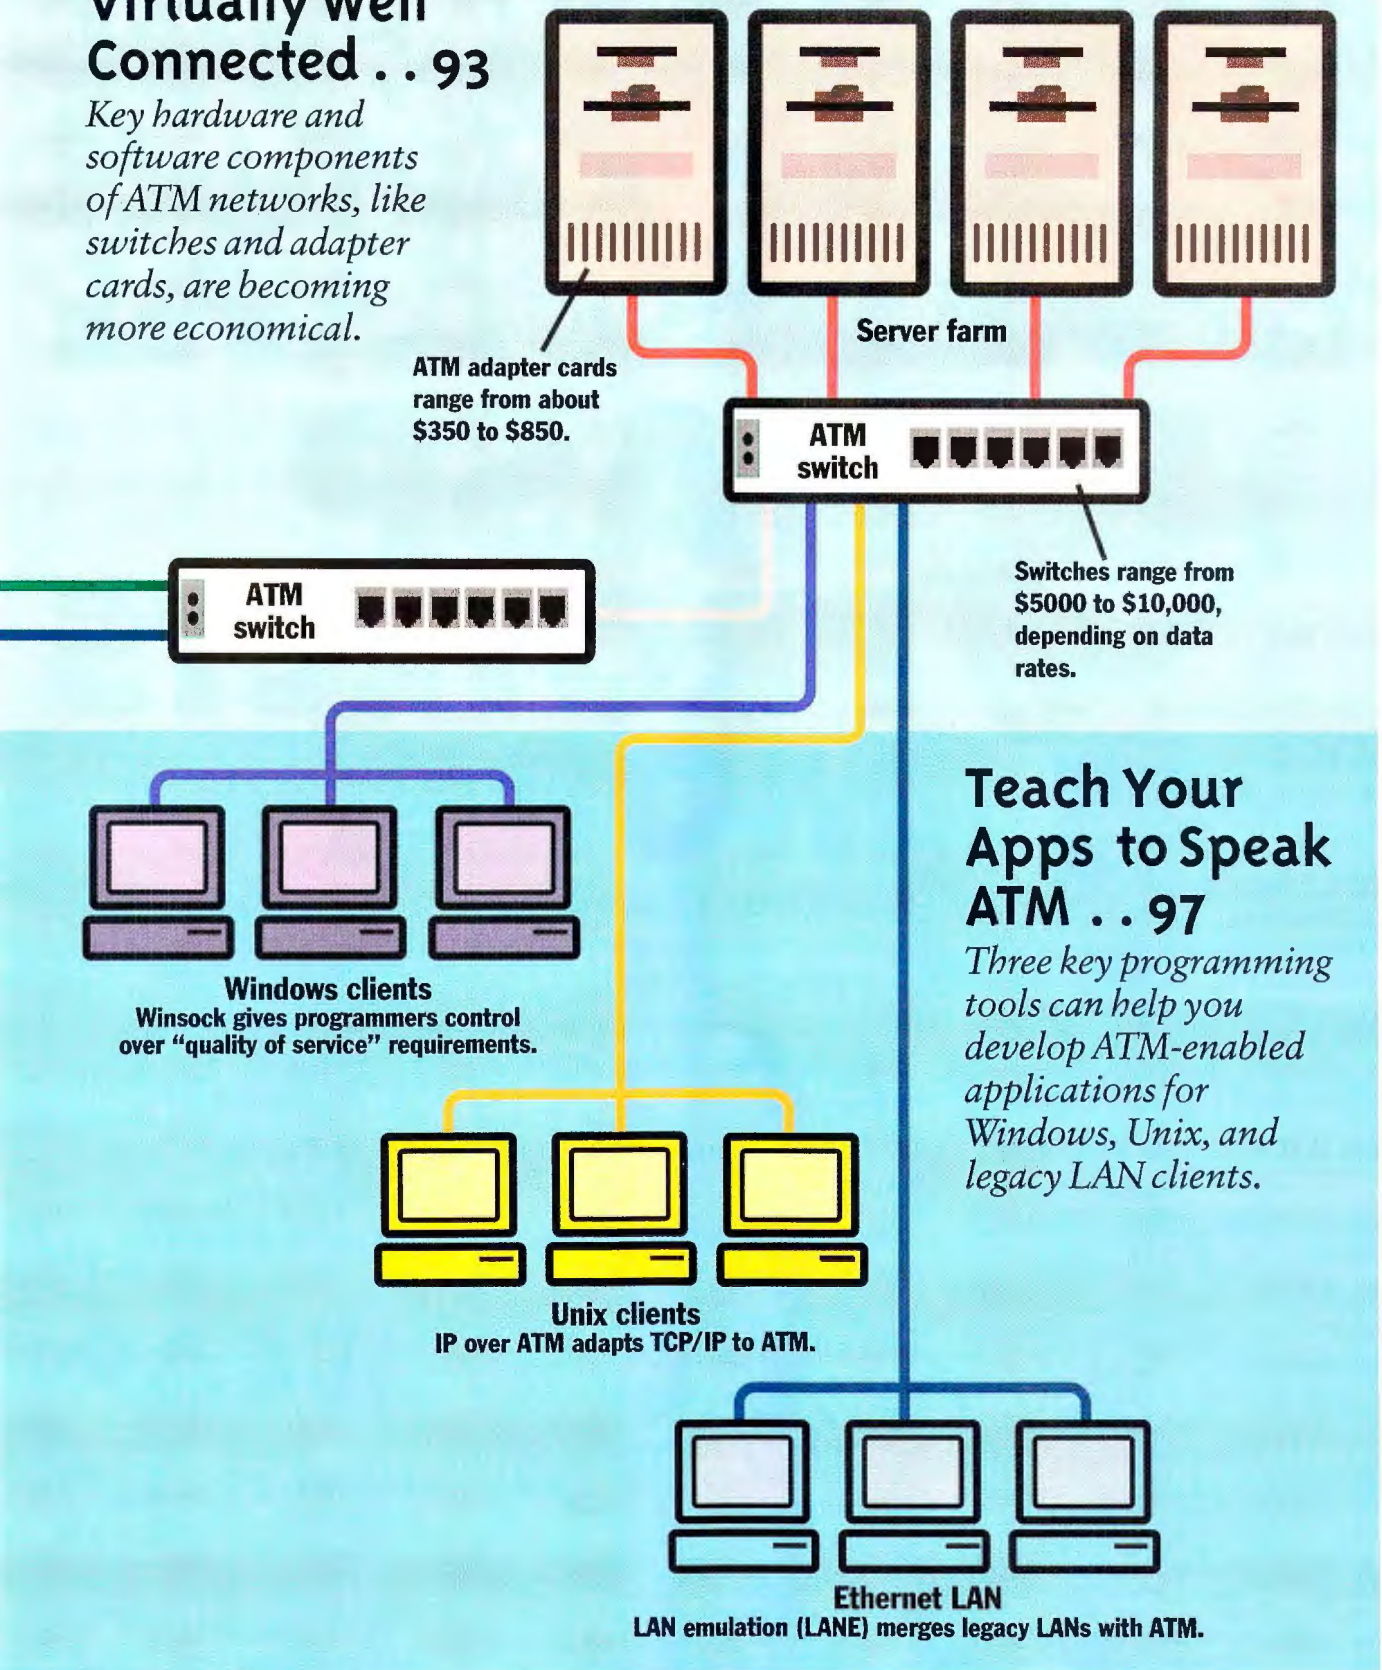 Virtually Well
Connected . . 93
Key hardware and
software components
of ATM networks, like
switches and adapter
cards, are becoming
more economical.
ATM adapter cards
range from about
$350 to $850.
Server farm
ATM
switch
Switches range from
$5000 to $10,000,
depending on data
rates.
ATM
switch
Teach Your
Apps to Speak
ATM . . 97
Three key programming
tools can help you
develop ATM-enabled
applications for
Windows, Unix, and
legacy LAN clients.
Windows clients
Winsock gives programmers control
over “quality of service” requirements.
Unix clients
IP over ATM adapts TCP/IP to ATM.
Ethernet LAN
LAN emulation (LANE) merges legacy LANs with ATM.